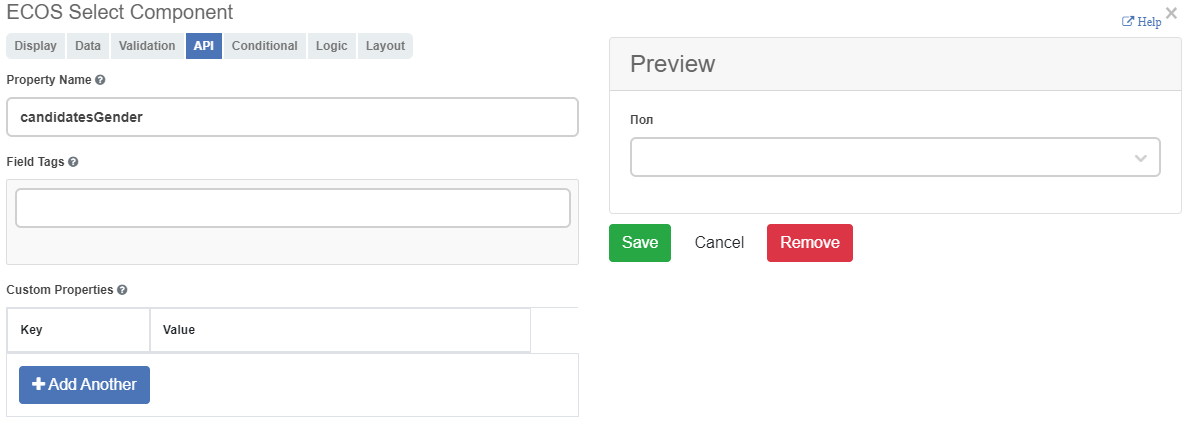 ECOS Select Component
Help
Display Data Validation API Conditional Logic Layout
Property Name
candidatesGender
Field Tags
Custom Properties
Key Value
Add Another
Preview
Пол
Save Cancel Remove